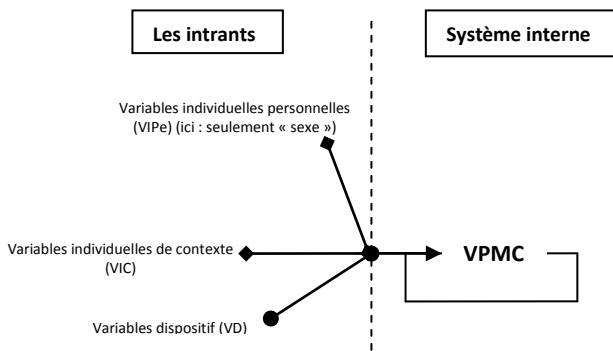 Les intrants
Système interne
Variables individuelles personnelles
(VIPe) (ici : seulement « sexe »)
Variables individuelles de contexte
(VIC)
VPMC
Variables dispositif (VD)